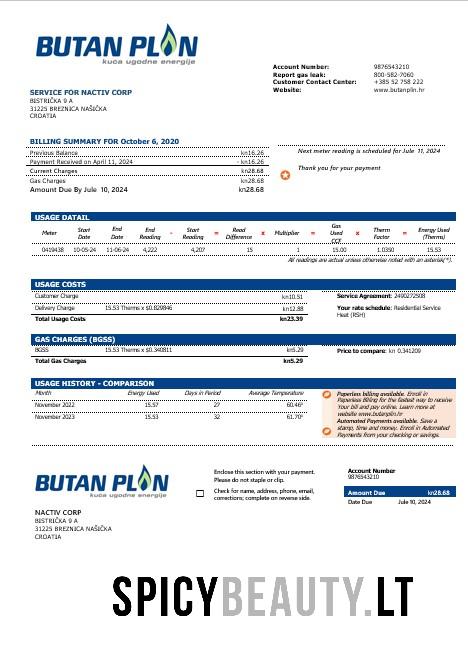 BUTAN PLIN
kuća ugodne energije
Account Number: 9876543210
Report gas leak: 800-582-7060
Customer Contact Center: +385 52 758 222
Website: www.butanplin.hr
SERVICE FOR NACTIV CORP
BISTRIČKA 9 A
31225 BREZNICA NAŠIČKA
CROATIA
BILLING SUMMARY FOR October 6, 2020
Previous Balance kn16.26
Payment Received on April 11, 2024 - kn16.26
Current Charges kn28.68
Gas Charges kn28.68
Amount Due By Jule 10, 2024 kn28.68
Next meter reading is scheduled for Jule 11, 2024
Thank you for your payment
USAGE DATAIL
Meter Start Date End Date End Reading - Start Reading = Read Difference x Multiplier = Gas Used CCF x Therm Factor = Energy Used (Therms)
0419438 10-05-24 11-06-24 4,222 4,207 15 1 15.00 1.0350 15.53
All readings are actual unless otherwise noted with an asterisk(*).
USAGE COSTS
Customer Charge kn10.51
Delivery Charge 15.53 Therms x $0.829846 kn12.88
Total Usage Costs kn23.39
Service Agreement: 2490272508
Your rate schedule: Residential Service
Heat (RSH)
GAS CHARGES (BGSS)
BGSS 15.53 Therms x $0.340811 kn5.29
Total Gas Charges kn5.29
Price to compare: kn 0.341209
USAGE HISTORY - COMPARISON
Month Energy Used Days in Period Average Temperature
November 2022 15.57 27 60.46°
November 2023 15.53 32 61.70°
Paperless billing available. Enroll in
Paperless Billing for the fastest way to receive
Your bill and pay online. Learn more at
website www.butanplin.hr
Automated Payments available. Save a
stamp, time and money. Enroll in Automated
Payments from your checking or savings.
BUTAN PLIN
kuća ugodne energije
Enclose this section with your payment.
Please do not staple or clip.
Check for name, address, phone, email,
corrections; complete on reverse side.
Account Number
9876543210
Amount Due kn28.68
Date Due Jule 10, 2024
NACTIV CORP
BISTRIČKA 9 A
31225 BREZNICA NAŠIČKA
CROATIA
SPICYBEAUTY.LT